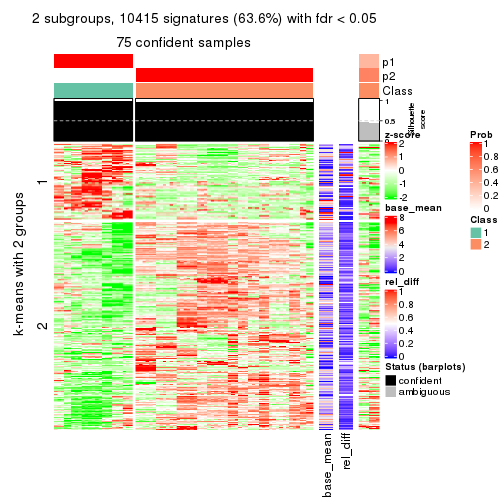 2 subgroups, 10415 signatures (63.6%) with fdr < 0.05
75 confident samples
p1
p2
Class
1
0.5
0
Silhouette
score
k-means with 2 groups
1
2
z-score
2
1
0
-1
-2
base_mean
8
6
4
2
0
rel_diff
1
0.8
0.6
0.4
0.2
0
Status (barplots)
confident
ambiguous
Prob
1
0.8
0.6
0.4
0.2
0
Class
1
2
base_mean
rel_diff